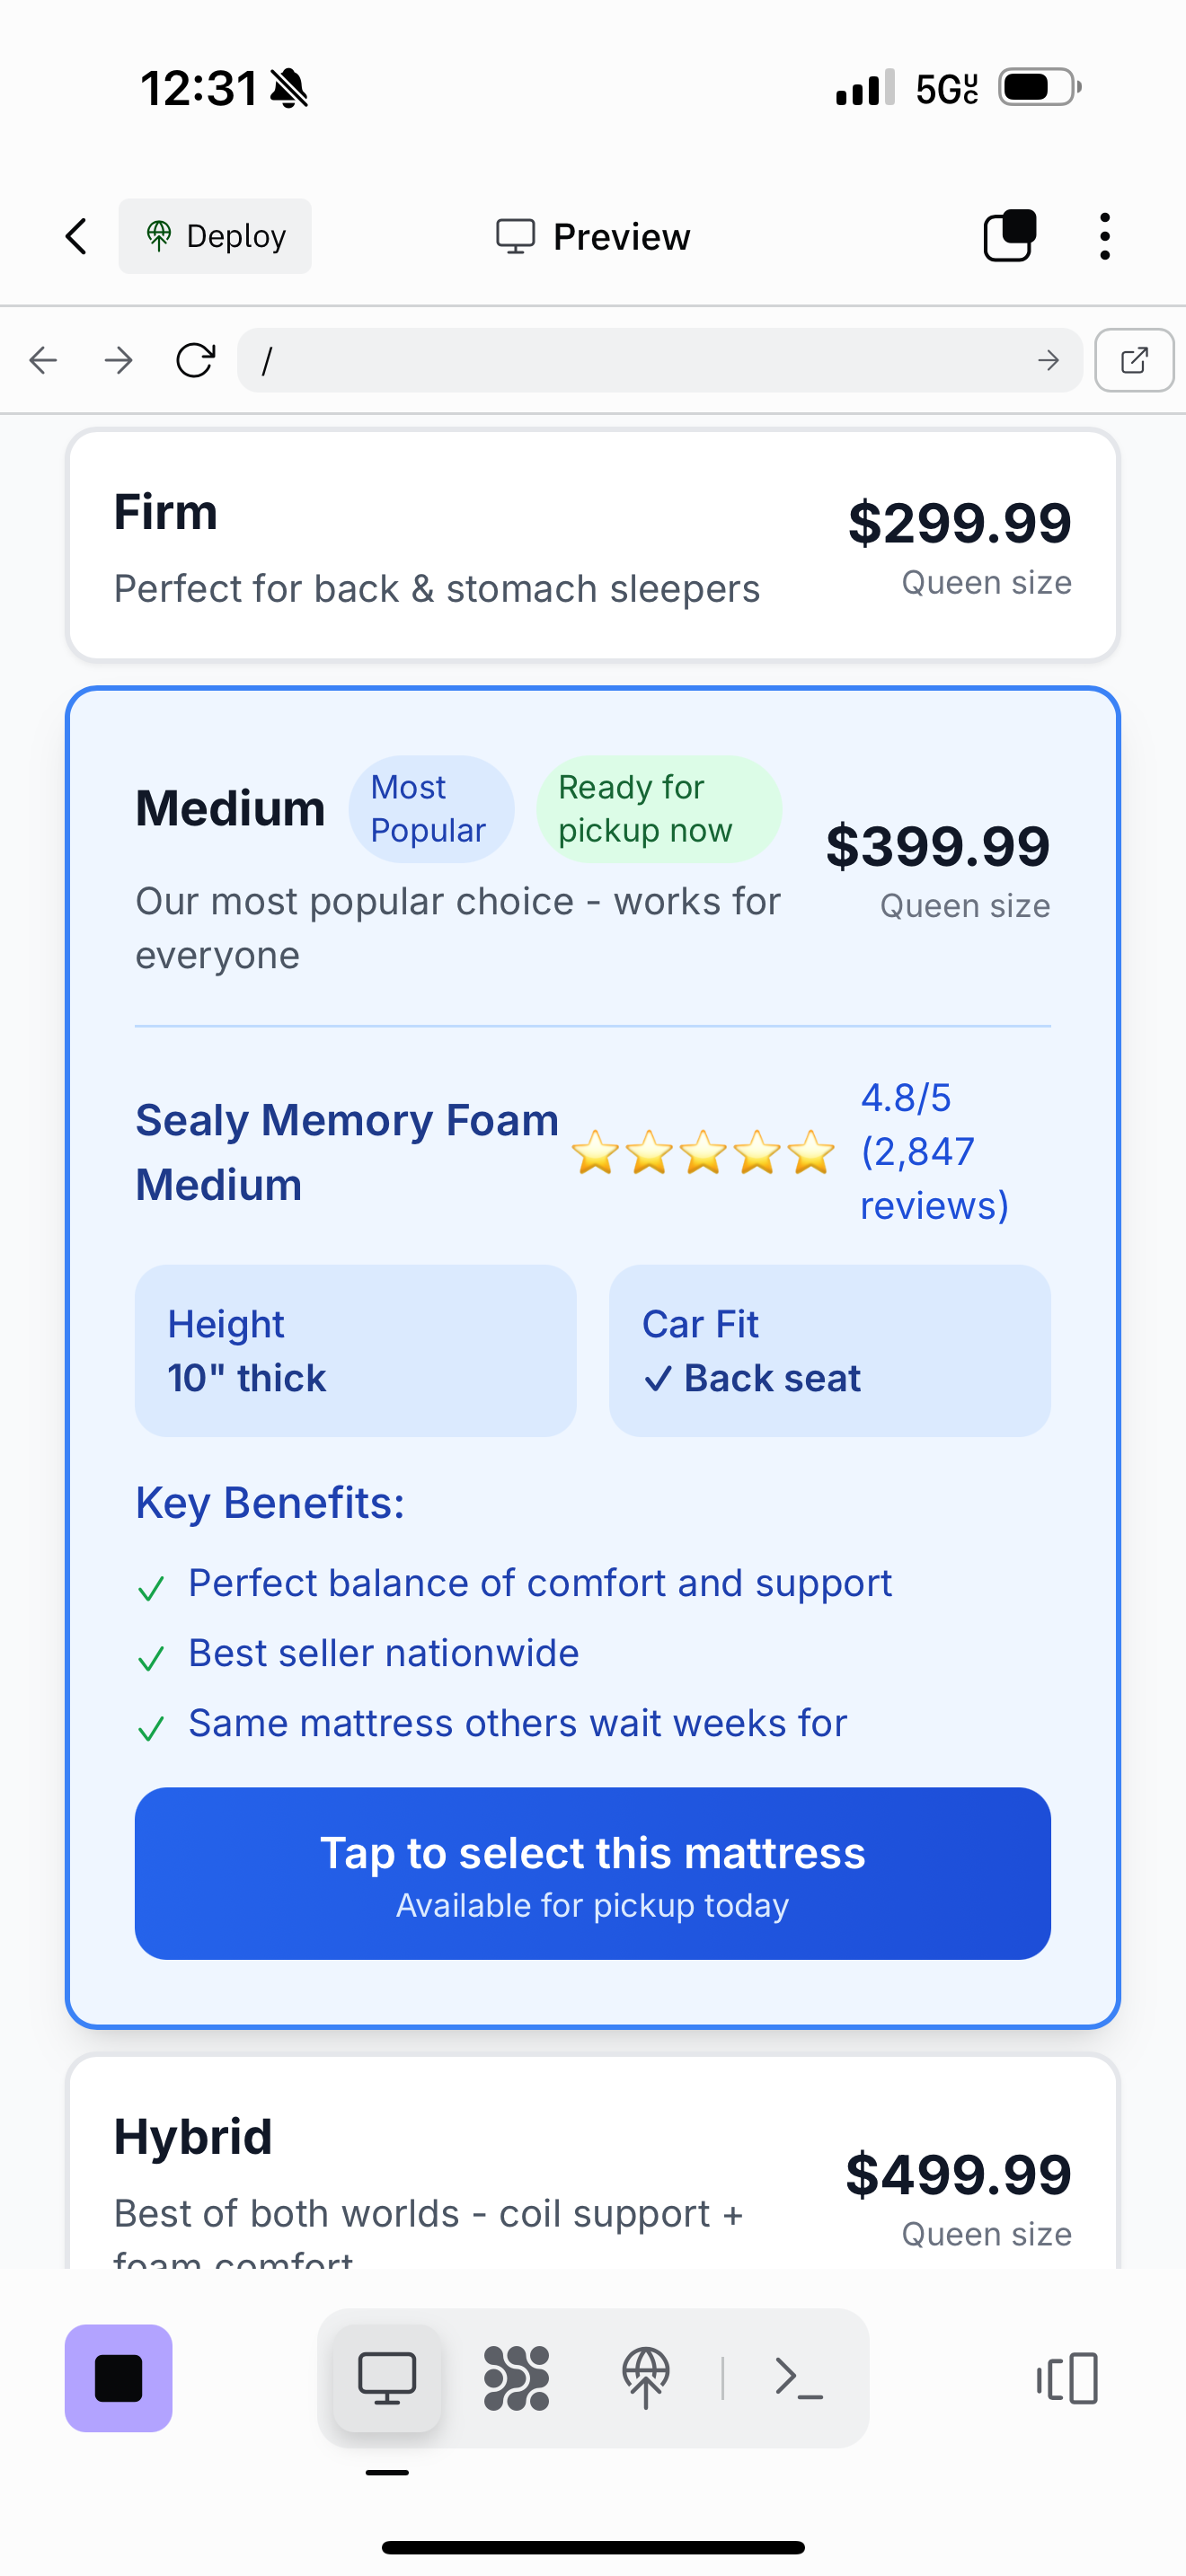 12:31
5G UC
Deploy
Preview
/
Firm
$299.99
Perfect for back & stomach sleepers
Queen size
Medium
Most
Popular
Ready for
pickup now
$399.99
Queen size
Our most popular choice - works for
everyone
Sealy Memory Foam
Medium
4.8/5
(2,847
reviews)
Height
10" thick
Car Fit
✓ Back seat
Key Benefits:
✓ Perfect balance of comfort and support
✓ Best seller nationwide
✓ Same mattress others wait weeks for
Tap to select this mattress
Available for pickup today
Hybrid
$499.99
Best of both worlds - coil support +
Queen size
foam comfort